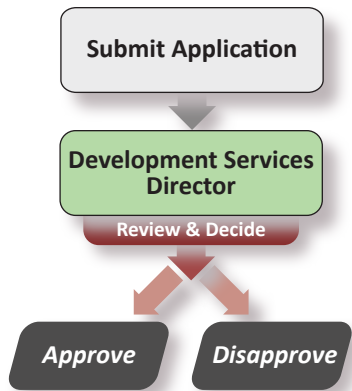 Submit Application
Development Services
Director
Review & Decide
Approve
Disapprove